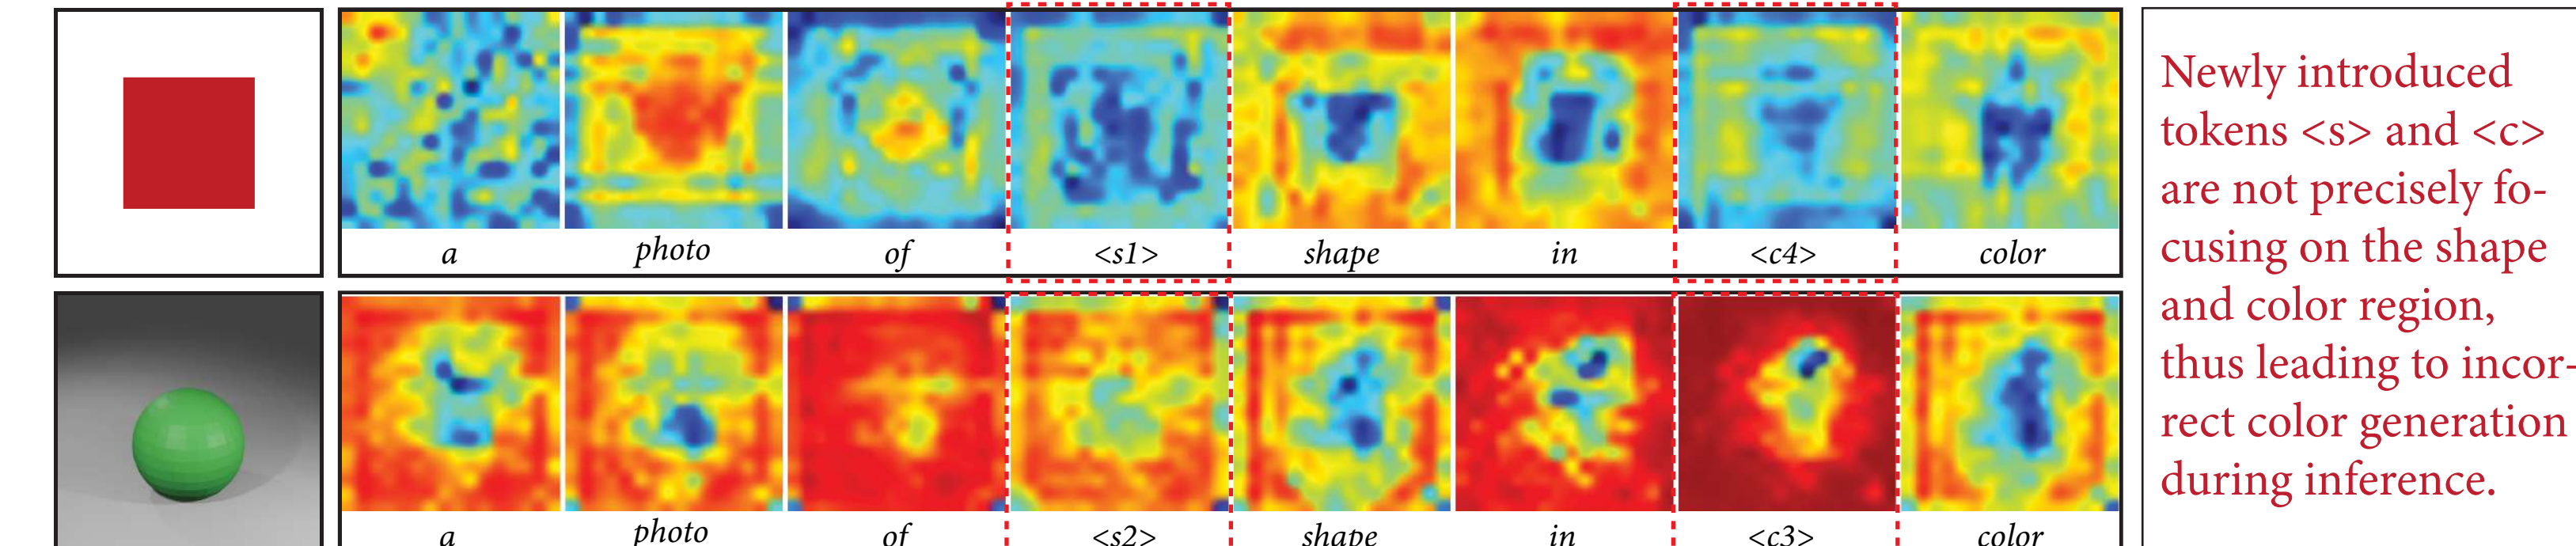 a photo of <s1> shape in <c4> color
a photo of <s2> shape in <c3> color
Newly introduced
tokens <s> and <c>
are not precisely fo-
cusing on the shape
and color region,
thus leading to incor-
rect color generation
during inference.